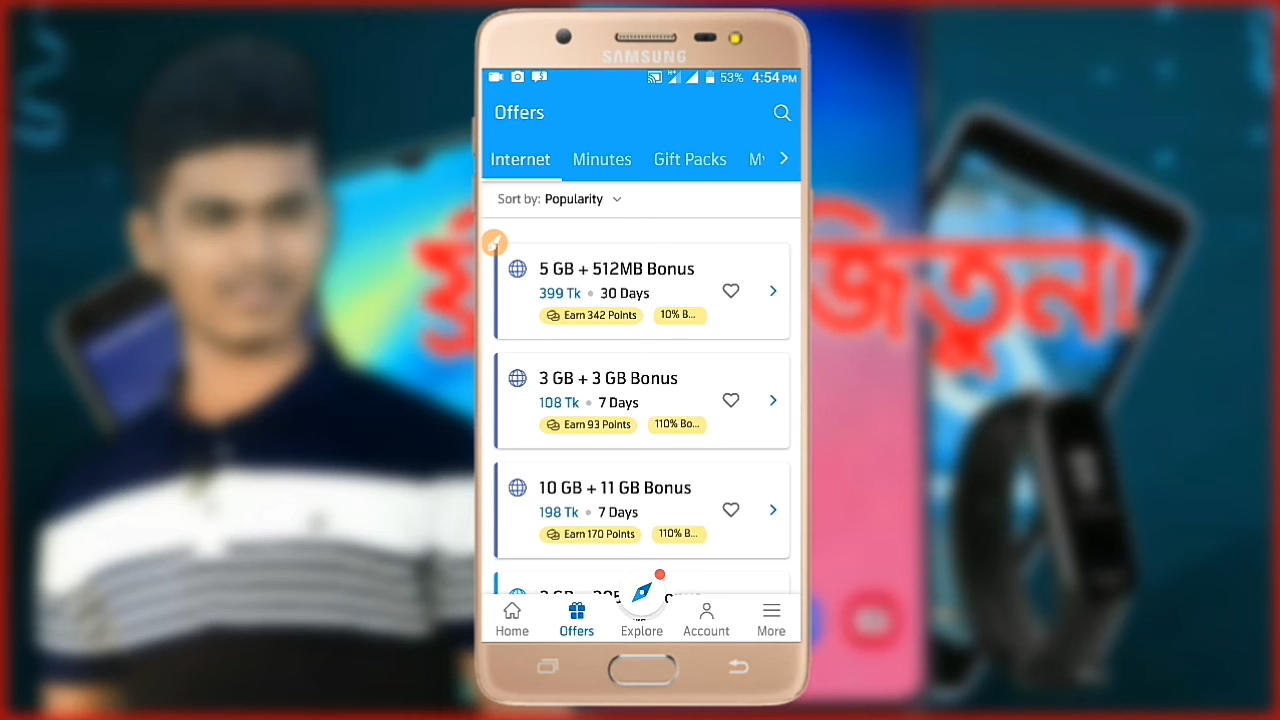 SAMSUNG
53% 4:54 PM
Offers
Internet Minutes Gift Packs
Sort by: Popularity
5 GB + 512MB Bonus
399 Tk • 30 Days
Earn 342 Points 10% B...
3 GB + 3 GB Bonus
108 Tk • 7 Days
Earn 93 Points 110% Bo...
10 GB + 11 GB Bonus
198 Tk • 7 Days
Earn 170 Points 110% B...
Home Offers Explore Account More
জিতুন!